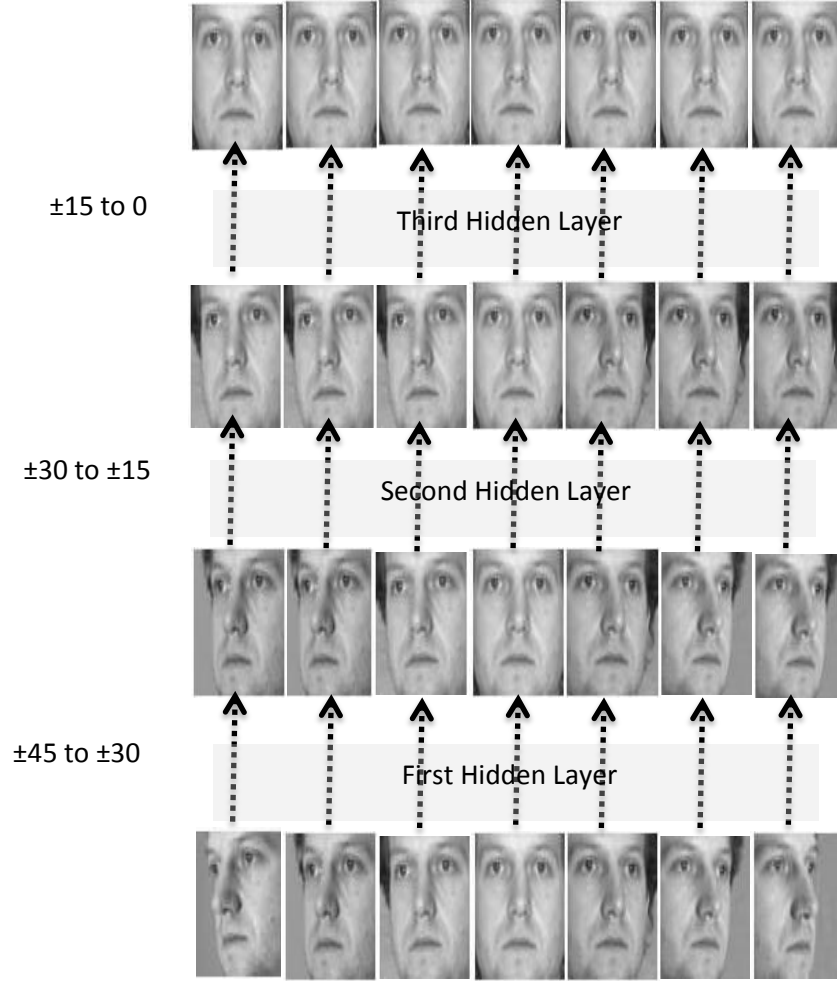 ±15 to 0
Third Hidden Layer
±30 to ±15
Second Hidden Layer
±45 to ±30
First Hidden Layer